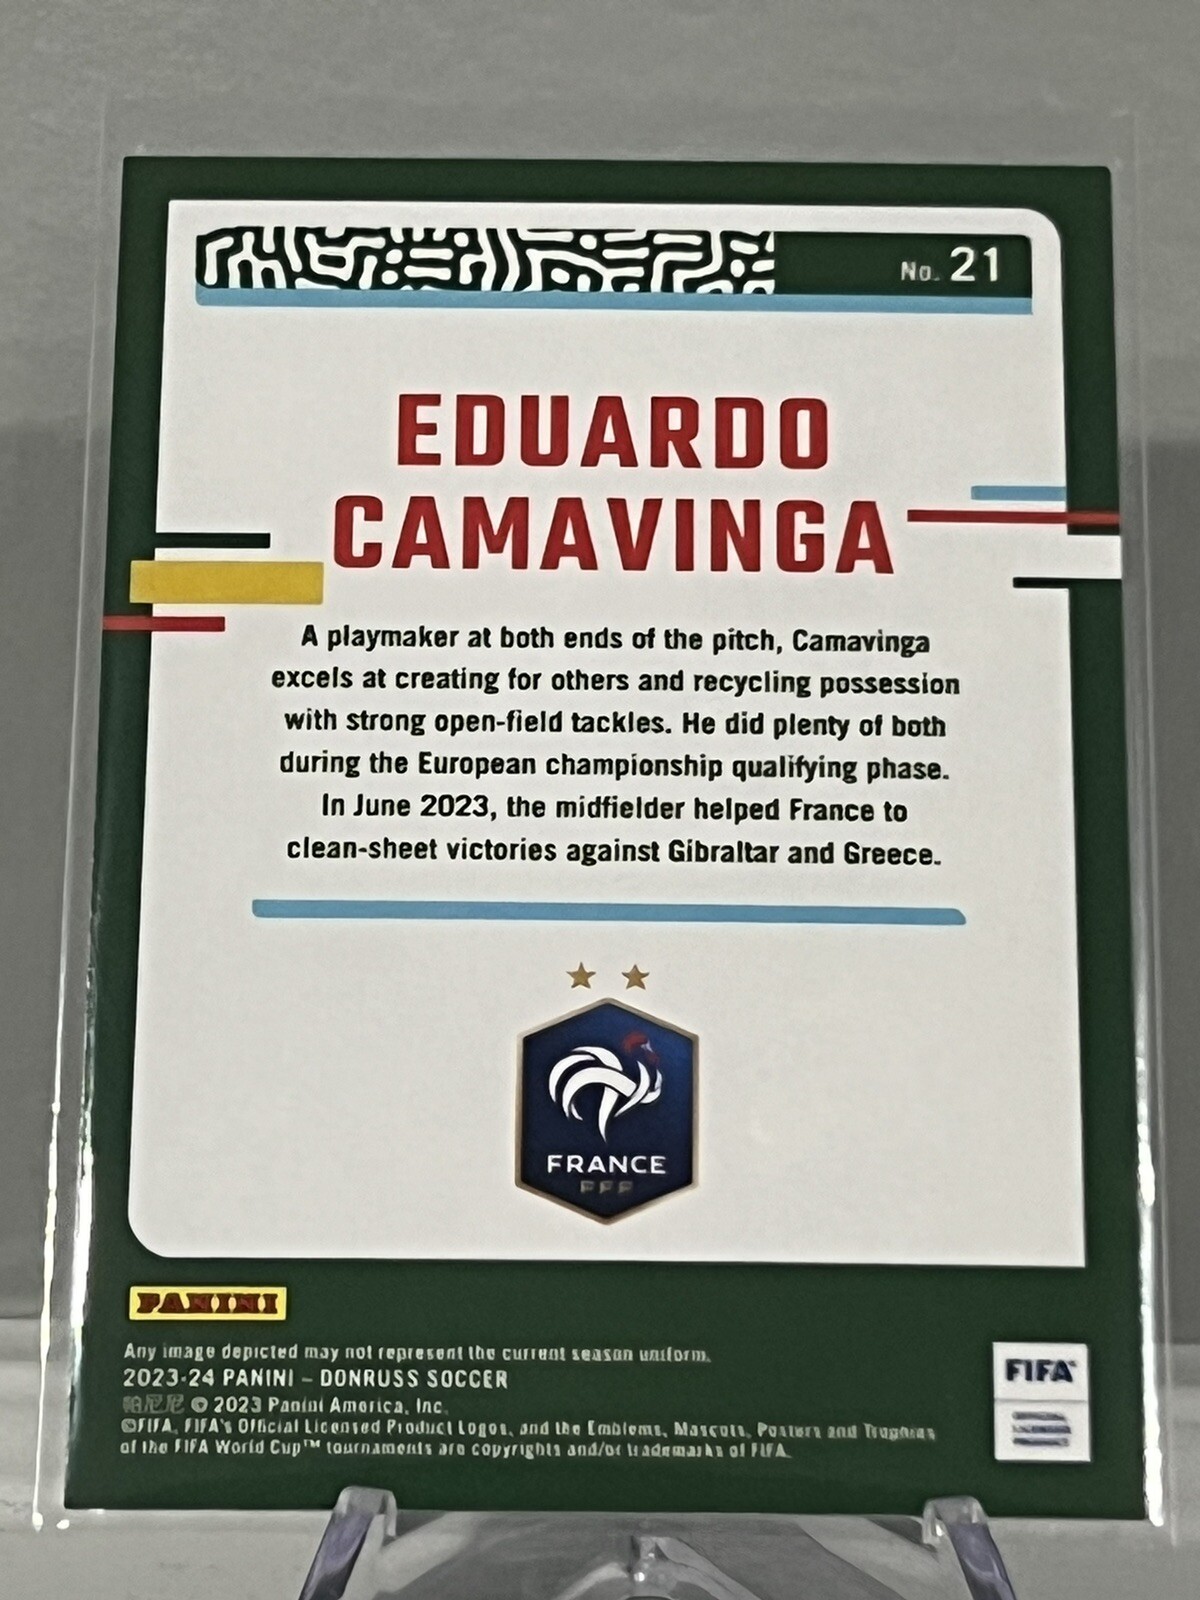 No. 21
EDUARDO
CAMAVINGA
A playmaker at both ends of the pitch, Camavinga
excels at creating for others and recycling possession
with strong open-field tackles. He did plenty of both
during the European championship qualifying phase.
In June 2023, the midfielder helped France to
clean-sheet victories against Gibraltar and Greece.
FRANCE
FFF
PANINI
Any image depicted may not represent the current season uniform.
2023-24 PANINI – DONRUSS SOCCER
帕尼尼 © 2023 Panini America, Inc.
©FIFA, FIFA's Official Licensed Product Logos, and the Emblems, Mascots, Posters and Trophies
of the FIFA World Cup™ tournaments are copyrights and/or trademarks of FIFA.
FIFA